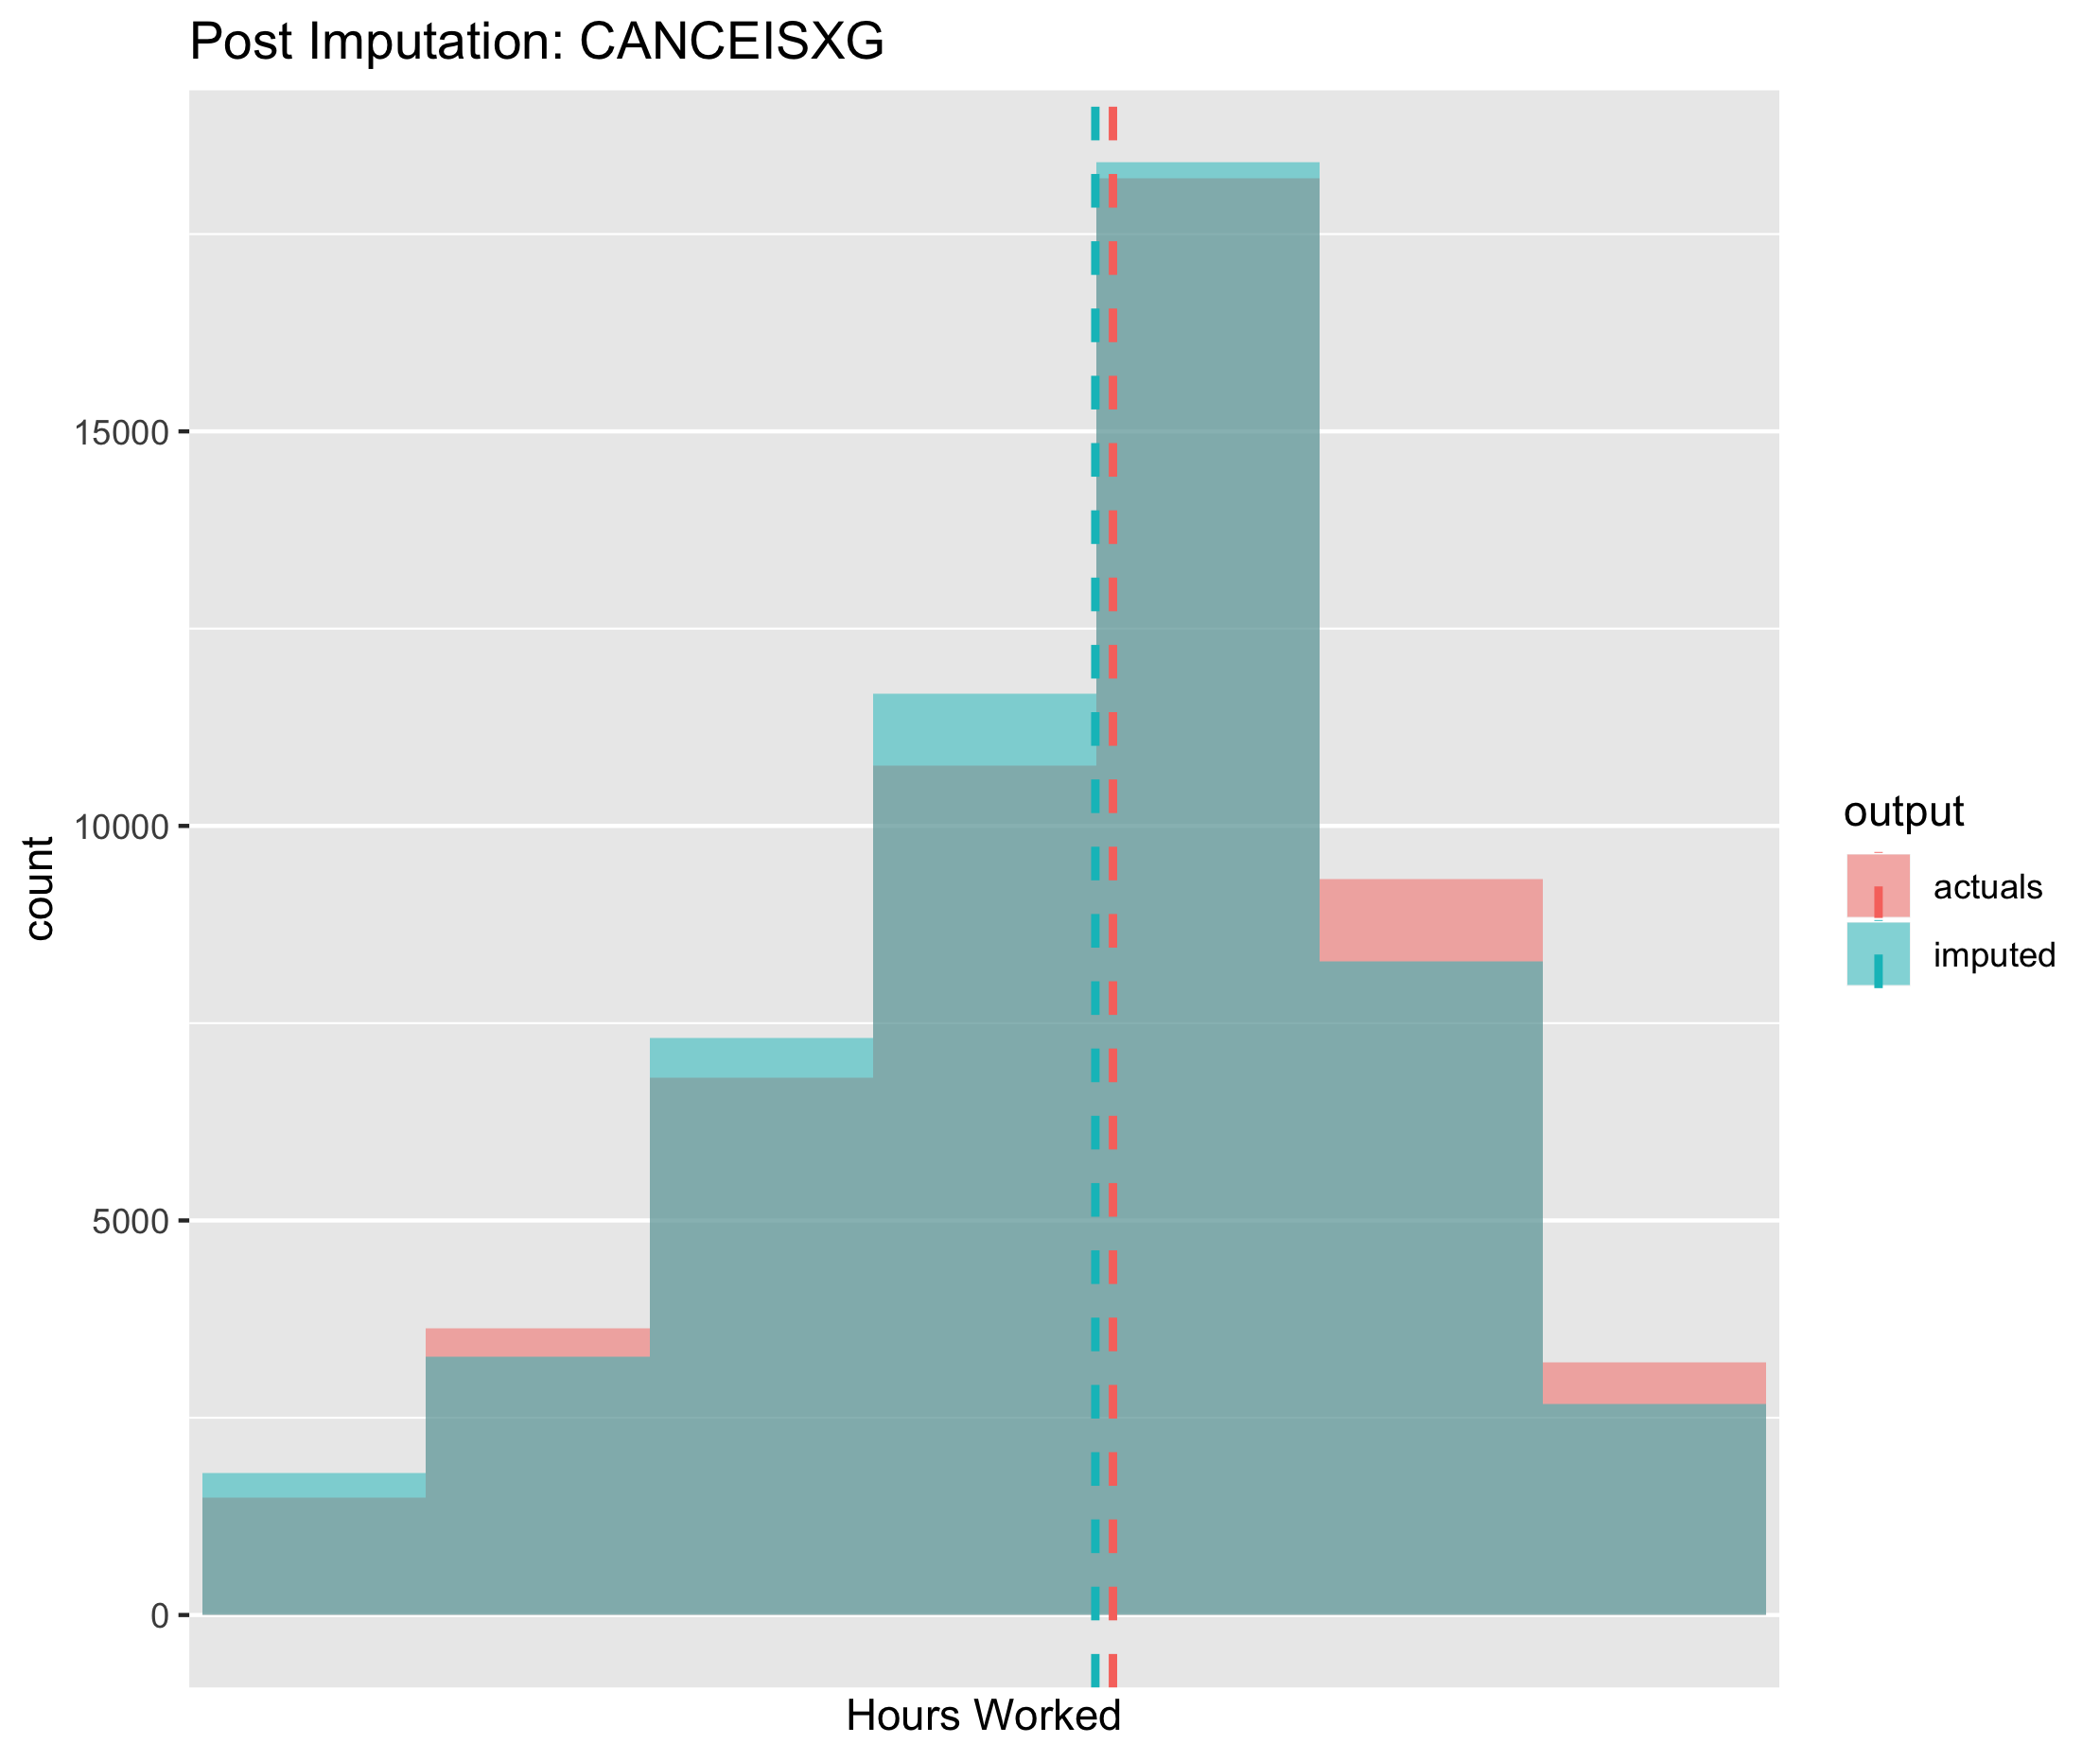 Post Imputation: CANCEISXG
count
15000
10000
5000
0
Hours Worked
output
actuals
imputed